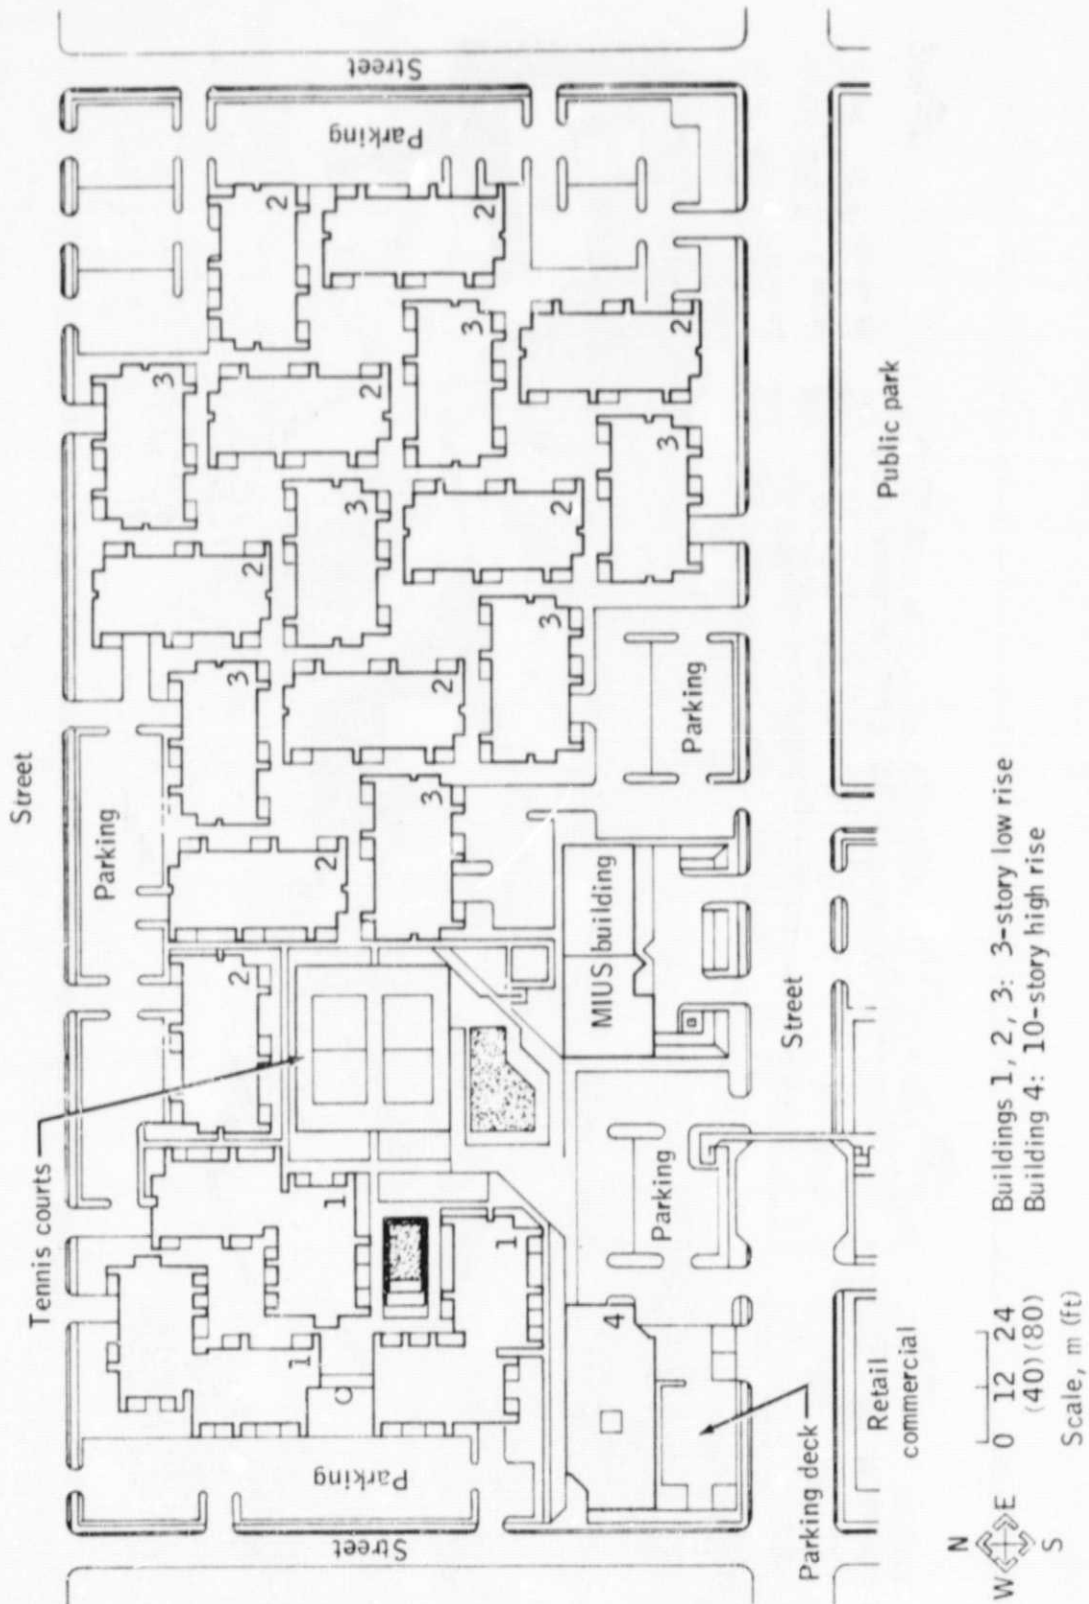 Street
Tennis courts
Parking
Street
Parking
Street
Parking
2
2
3
2
3
2
2
2
3
2
3
3
2
3
2
2
3
3
1
1
1
4
MIUS building
Parking
Parking
Street
Parking deck
Retail
commercial
Public park
N
W E
S
0 12 24
(40) (80)
Scale, m (ft)
Buildings 1, 2, 3: 3-story low rise
Building 4: 10-story high rise